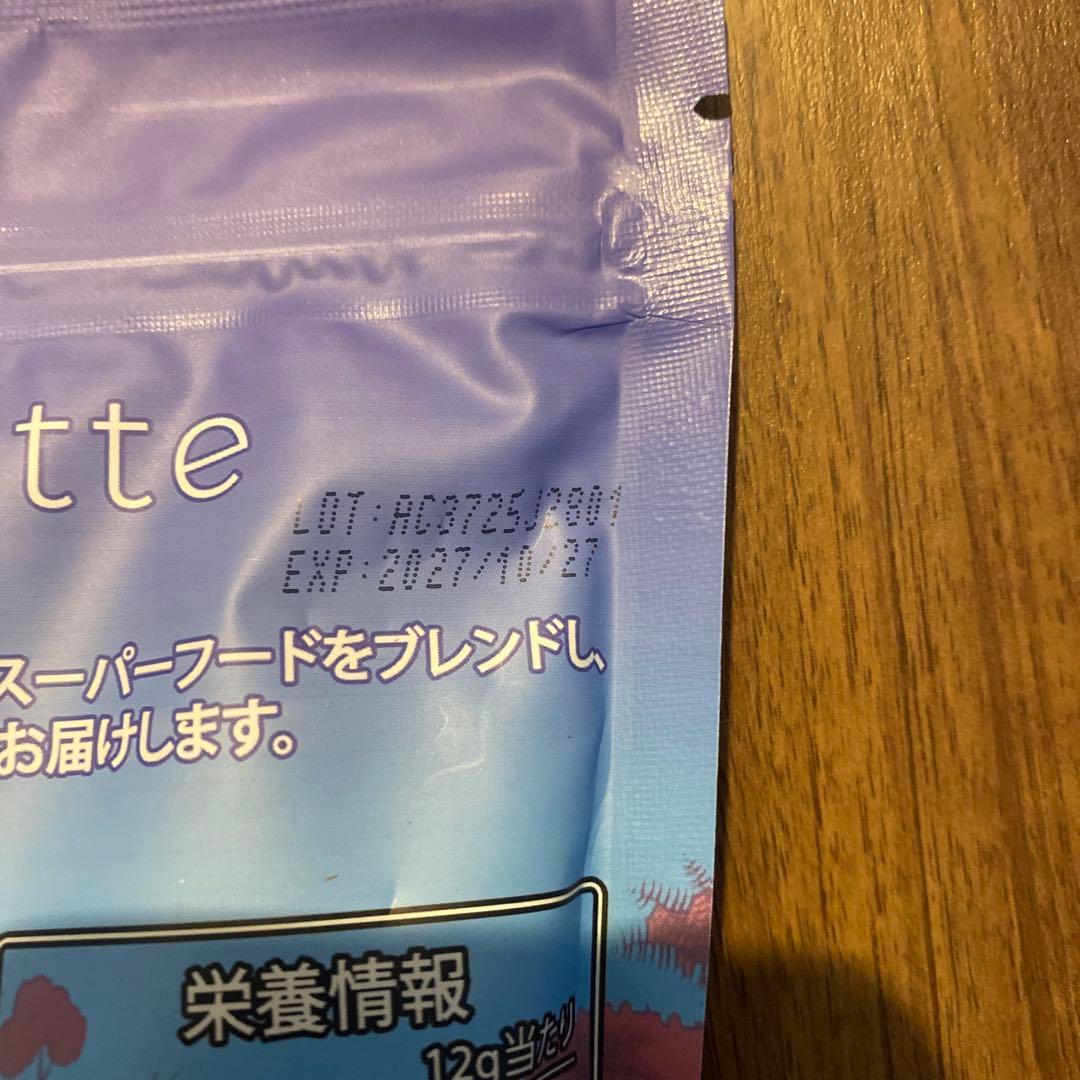 tte
LOT:AC3725J2801
EXP:2027/10/27
スーパーフードをブレンドし、
お届けします。
栄養情報
12g当たり